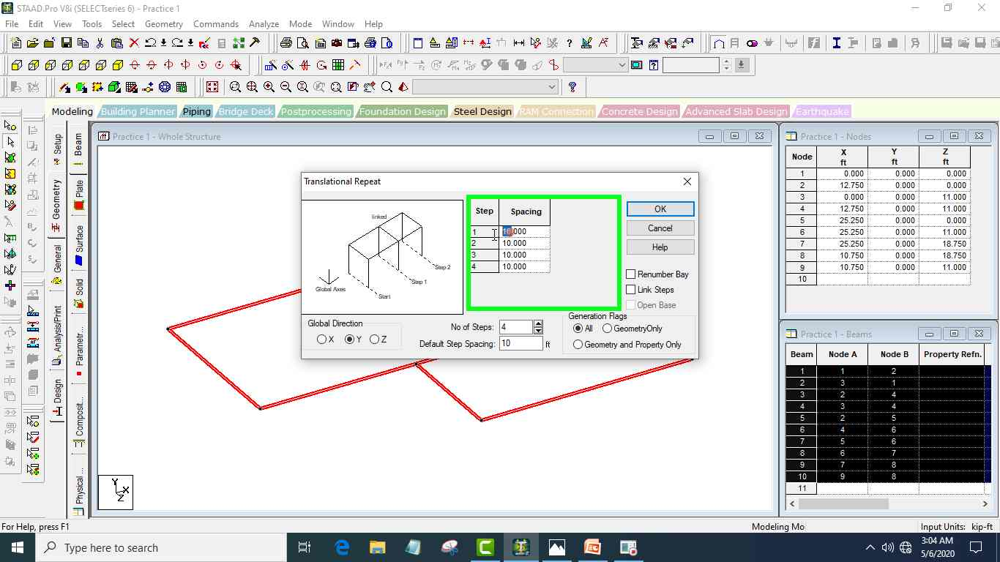 STAAD.Pro V8i (SELECTseries 6) - Practice 1
File Edit View Tools Select Geometry Commands Analyze Mode Window Help
Modeling Building Planner Piping Bridge Deck Postprocessing Foundation Design Steel Design RAM Connection Concrete Design Advanced Slab Design Earthquake
Setup
Geometry
General
Analysis/Print
Design
Beam
Plate
Surface
Solid
Parametr...
Composit...
Physical ...
Practice 1 - Whole Structure
Translational Repeat
linked
Step 2
Step 1
Start
Global Axes
Step Spacing
1 10.000
2 10.000
3 10.000
4 10.000
OK
Cancel
Help
Renumber Bay
Link Steps
Open Base
Global Direction
X Y Z
No of Steps: 4
Default Step Spacing: 10 ft
Generation Flags
All GeometryOnly
Geometry and Property Only
Y
X
Z
Practice 1 - Nodes
Node X ft Y ft Z ft
1 0.000 0.000 0.000
2 12.750 0.000 0.000
3 0.000 0.000 11.000
4 12.750 0.000 11.000
5 25.250 0.000 0.000
6 25.250 0.000 11.000
7 25.250 0.000 18.750
8 10.750 0.000 18.750
9 10.750 0.000 11.000
10
Practice 1 - Beams
Beam Node A Node B Property Refn.
1 1 2
2 3 1
3 2 4
4 3 4
5 2 5
6 4 6
7 5 6
8 6 7
9 7 8
10 9 8
11
For Help, press F1
Modeling Mo
Input Units: kip-ft
Type here to search
3:04 AM
5/6/2020